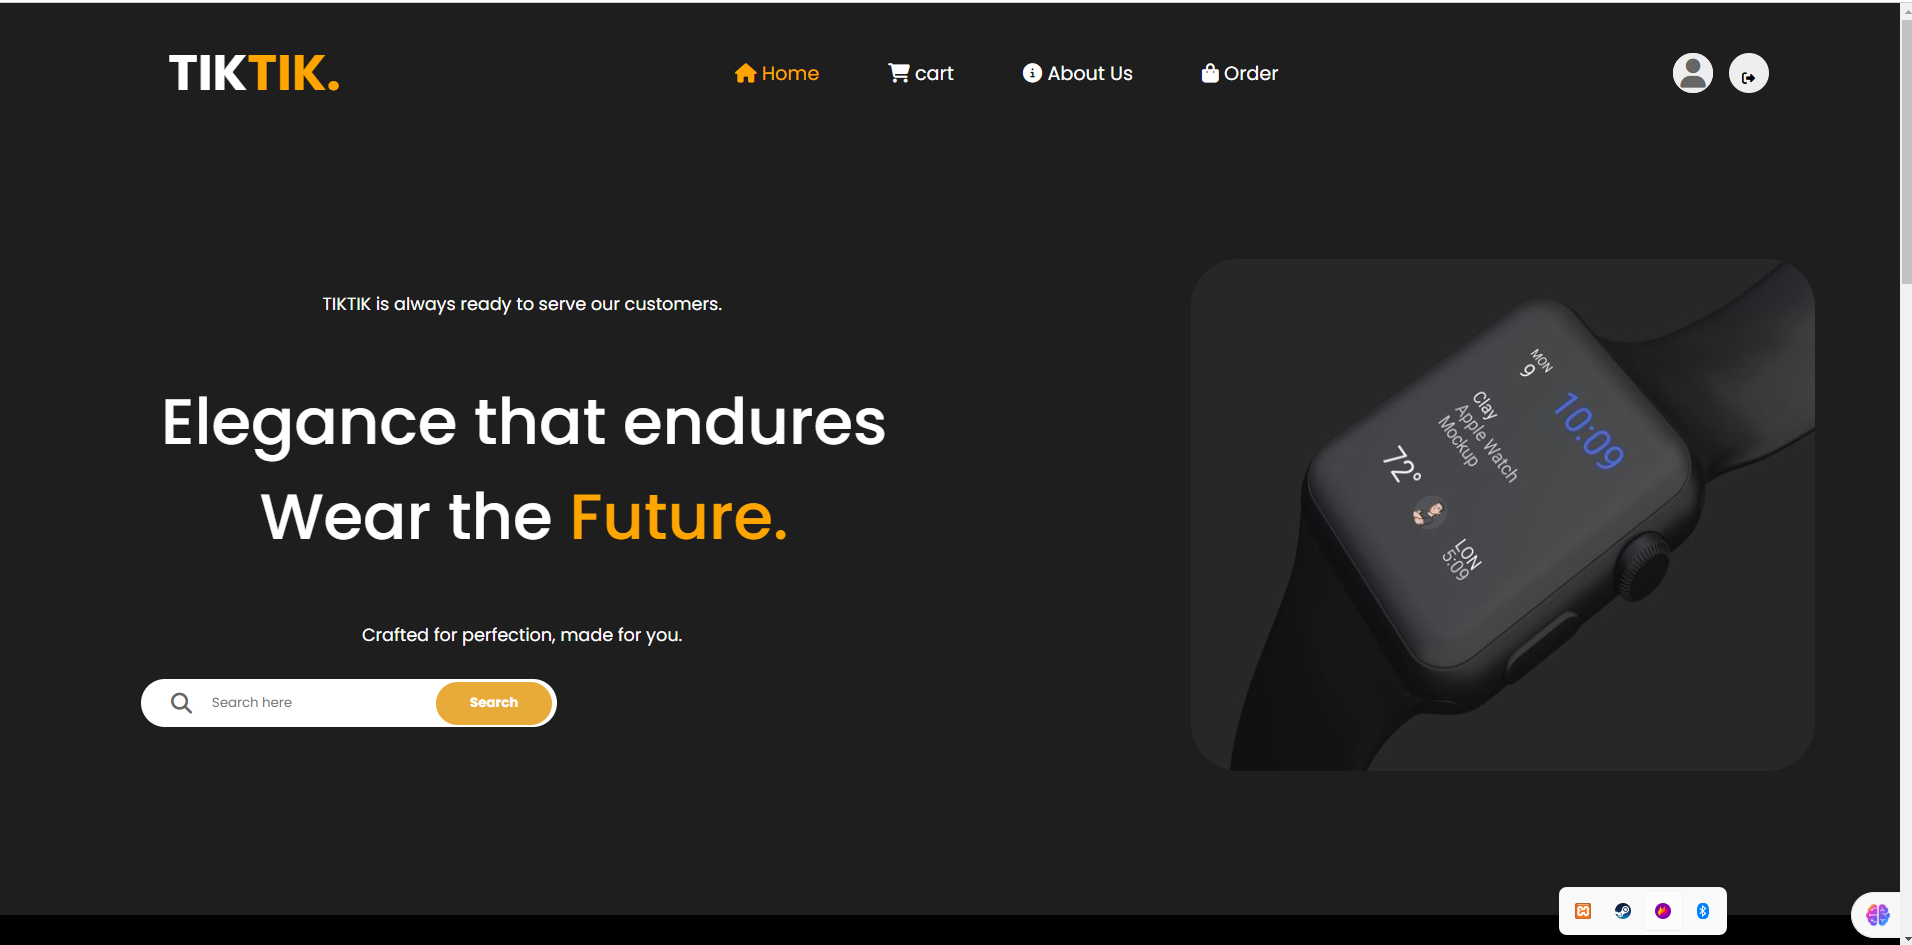 TIKTIK.
Home
cart
About Us
Order
TIKTIK is always ready to serve our customers.
Elegance that endures
Wear the Future.
Crafted for perfection, made for you.
Search here
Search
MON
9
10:09
Clay
Apple Watch
Mockup
72°
LON
5:09